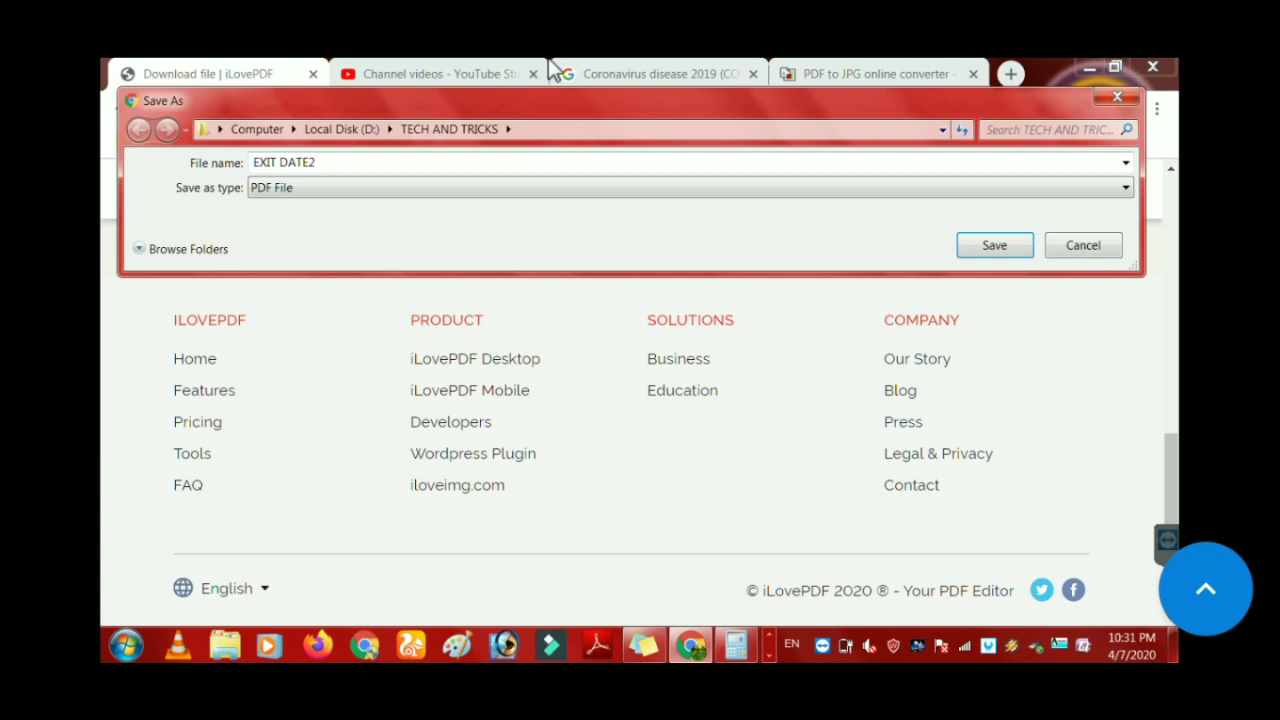 Download file | iLovePDF
Channel videos - YouTube Stu
Coronavirus disease 2019 (CO
PDF to JPG online converter -
Save As
Computer Local Disk (D:) TECH AND TRICKS
Search TECH AND TRIC...
File name: EXIT DATE2
Save as type: PDF File
Browse Folders
Save Cancel
ILOVEPDF PRODUCT SOLUTIONS COMPANY
Home iLovePDF Desktop Business Our Story
Features iLovePDF Mobile Education Blog
Pricing Developers Press
Tools Wordpress Plugin Legal & Privacy
FAQ iloveimg.com Contact
English
© iLovePDF 2020 ® - Your PDF Editor
EN
10:31 PM
4/7/2020